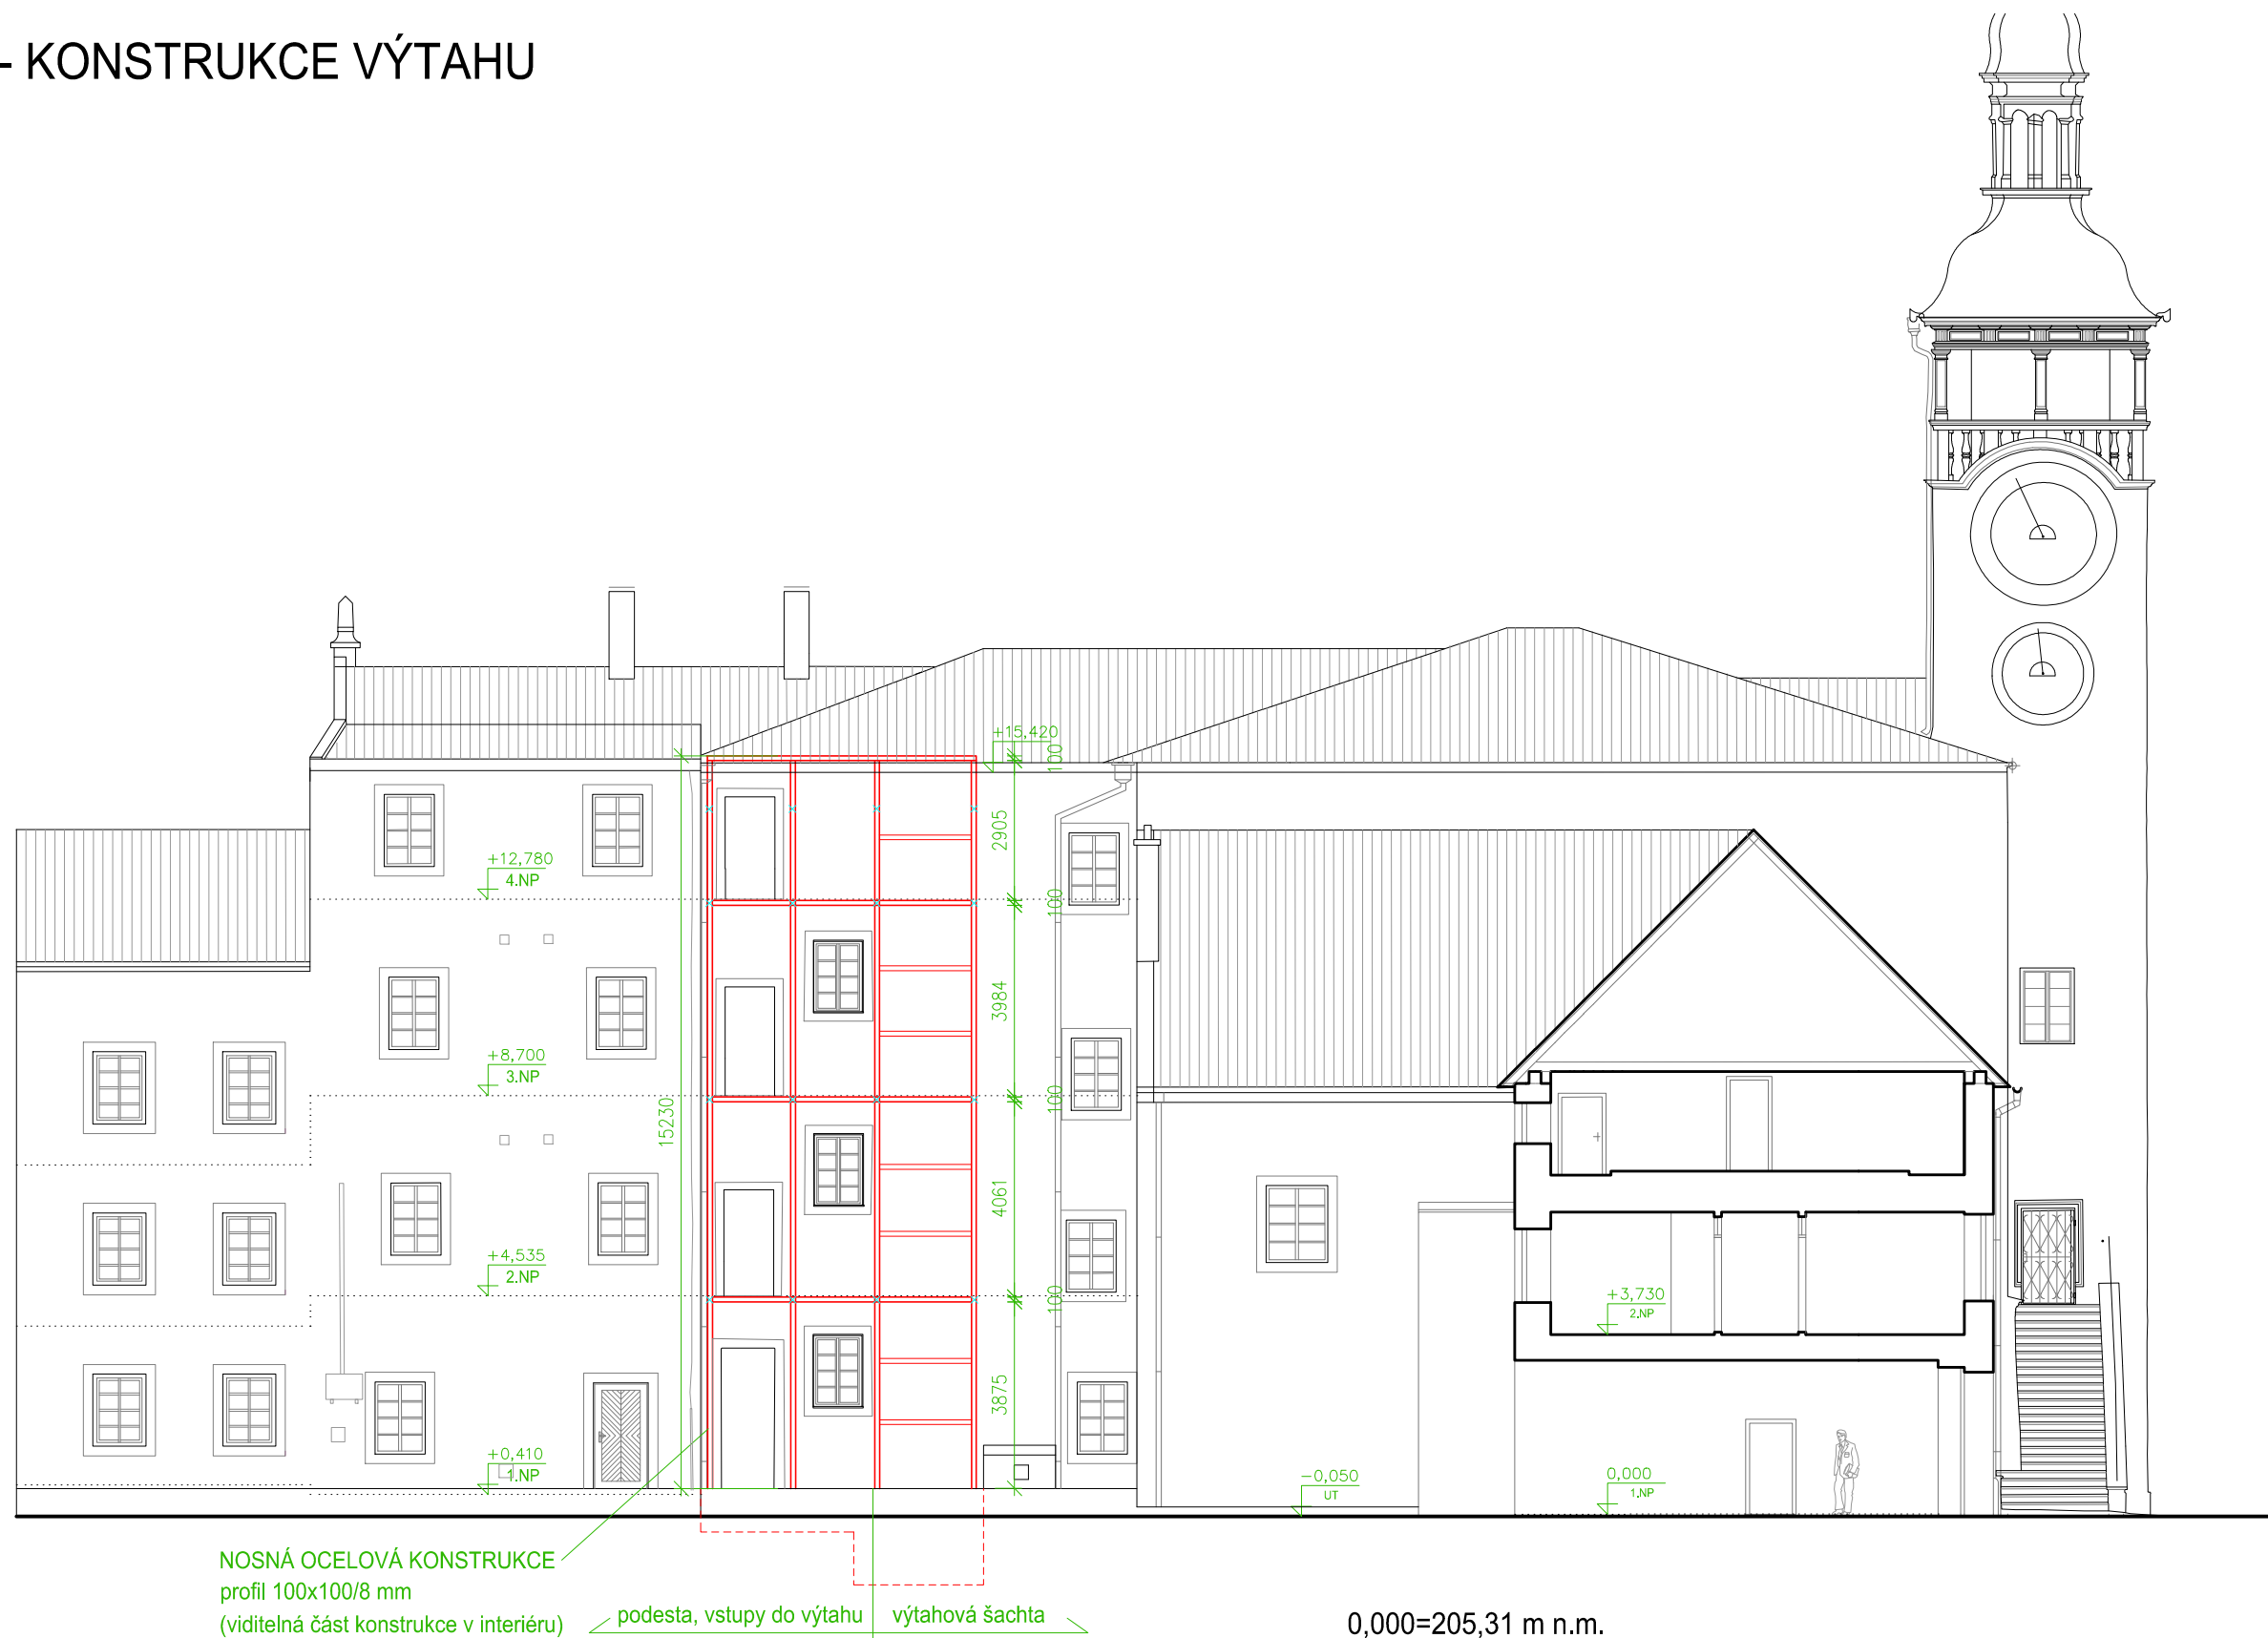 - KONSTRUKCE VÝTAHU
+15,420
100
2905
+12,780
4.NP
100
3984
+8,700
3.NP
100
15230
4061
+4,535
2.NP
100
+3,730
2.NP
3875
+0,410
1.NP
-0,050
UT
0,000
1.NP
NOSNÁ OCELOVÁ KONSTRUKCE
profil 100x100/8 mm
(viditelná část konstrukce v interiéru)
podesta, vstupy do výtahu
výtahová šachta
0,000=205,31 m n.m.